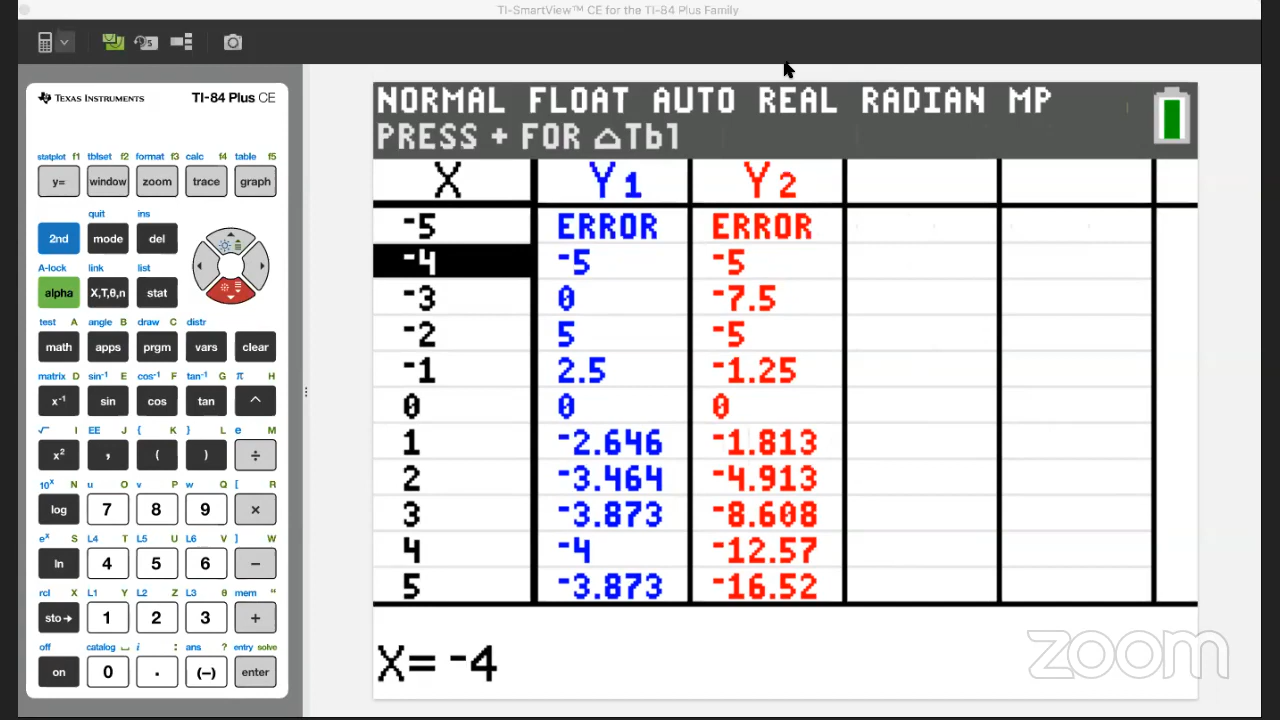 TI-SmartView™ CE for the TI-84 Plus Family
TEXAS INSTRUMENTS TI-84 Plus CE
statplot f1 tblset f2 format f3 calc f4 table f5
y= window zoom trace graph
quit ins
2nd mode del
A-lock link list
alpha X,T,θ,n stat
test A angle B draw C distr
math apps prgm vars clear
matrix D sin⁻¹ E cos⁻¹ F tan⁻¹ G π H
x⁻¹ sin cos tan ^
√ I EE J { K } L e M
x² , ( ) ÷
10ˣ N u O v P w Q [ R
log 7 8 9 ×
eˣ S L4 T L5 U L6 V ] W
ln 4 5 6 −
rcl X L1 Y L2 Z L3 θ mem "
sto→ 1 2 3 +
off catalog ⎵ i : ans ? entry solve
on 0 . (−) enter
NORMAL FLOAT AUTO REAL RADIAN MP
PRESS + FOR △Tbl
X Y1 Y2
-5 ERROR ERROR
-4 -5 -5
-3 0 -7.5
-2 5 -5
-1 2.5 -1.25
0 0 0
1 -2.646 -1.813
2 -3.464 -4.913
3 -3.873 -8.608
4 -4 -12.57
5 -3.873 -16.52
X= -4
zoom